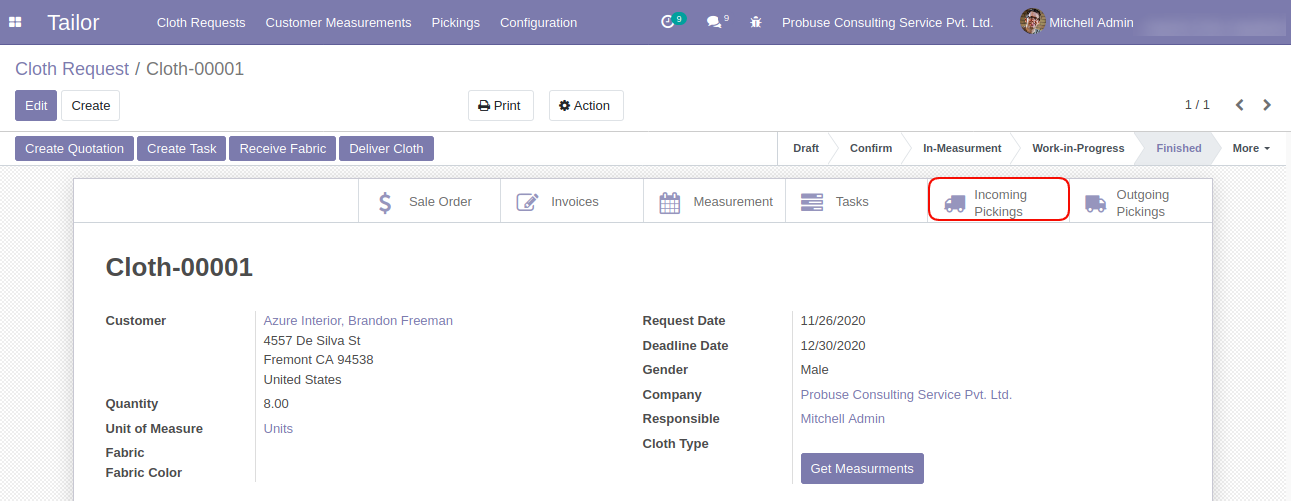 Tailor Cloth Requests Customer Measurements Pickings Configuration 9 9 Probuse Consulting Service Pvt. Ltd. Mitchell Admin
Cloth Request / Cloth-00001
Edit Create Print Action 1 / 1
Create Quotation Create Task Receive Fabric Deliver Cloth Draft Confirm In-Measurment Work-in-Progress Finished More
Sale Order Invoices Measurement Tasks Incoming Pickings Outgoing Pickings
Cloth-00001
Customer Azure Interior, Brandon Freeman
4557 De Silva St
Fremont CA 94538
United States
Quantity 8.00
Unit of Measure Units
Fabric
Fabric Color
Request Date 11/26/2020
Deadline Date 12/30/2020
Gender Male
Company Probuse Consulting Service Pvt. Ltd.
Responsible Mitchell Admin
Cloth Type
Get Measurments